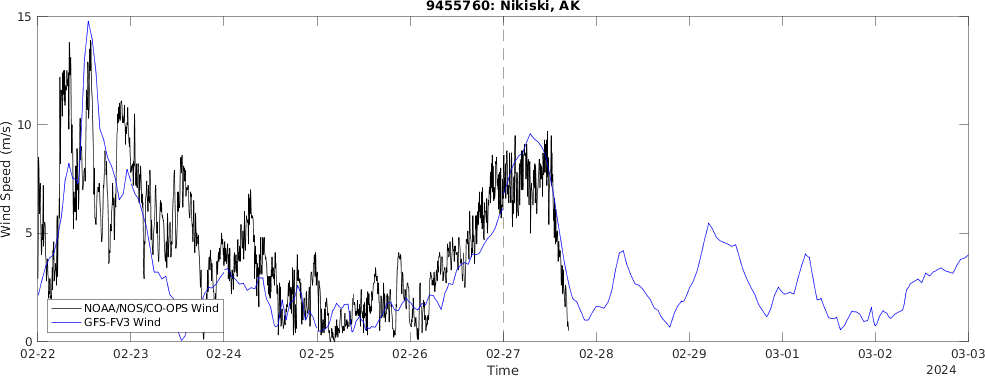 9455760: Nikiski, AK
15
10
5
0
Wind Speed (m/s)
NOAA/NOS/CO-OPS Wind
GFS-FV3 Wind
02-22 02-23 02-24 02-25 02-26 02-27 02-28 02-29 03-01 03-02 03-03
Time
2024